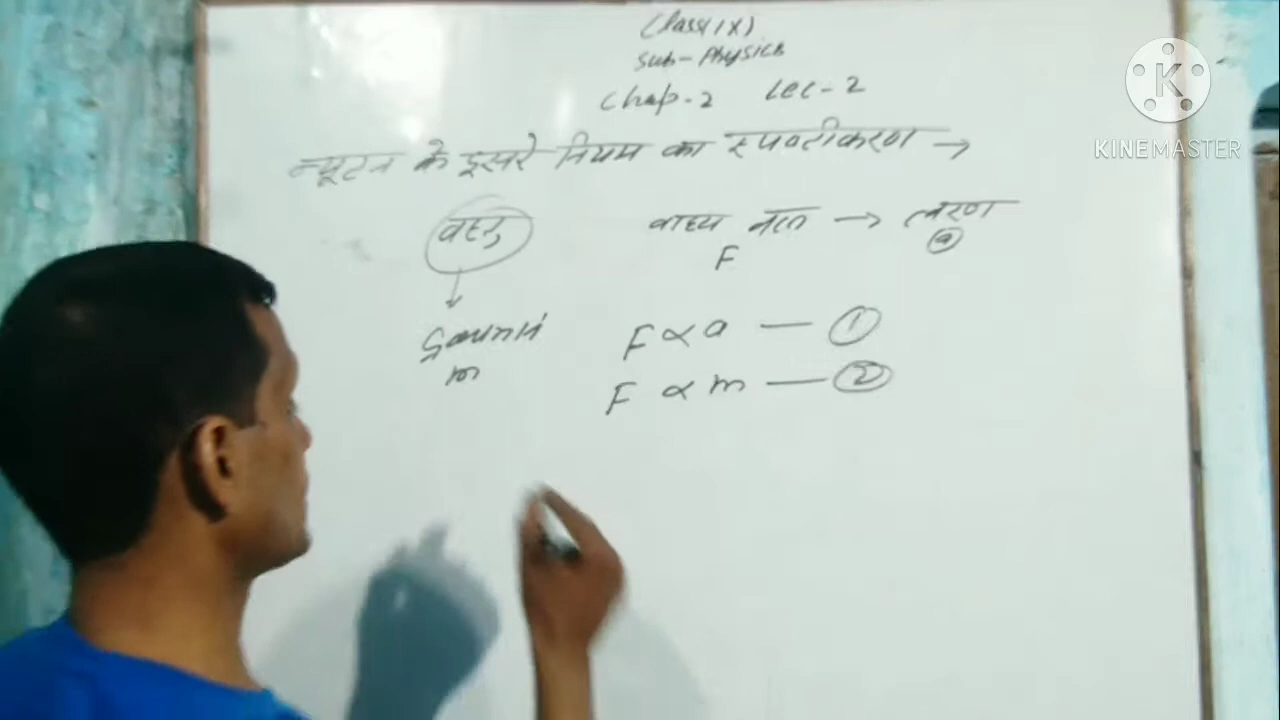 Class(IX)
Sub-Physics
Chap-2 Lec-2
न्यूटन के दूसरे नियम का स्पष्टीकरण →
वस्तु वाह्य बल → त्वरण
F a
↓
द्रव्यमान
m
F ∝ a — ①
F ∝ m — ②
K
KINEMASTER